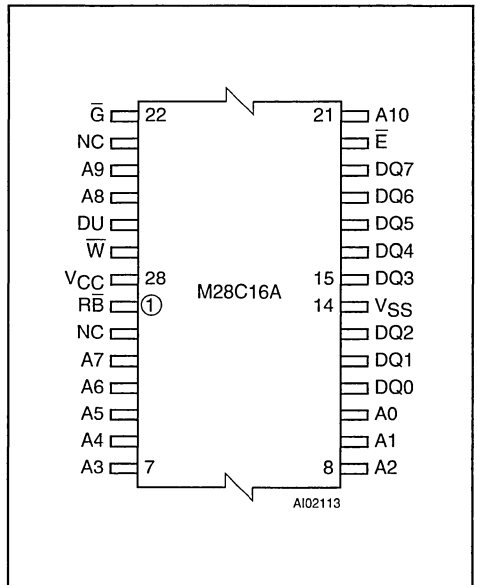 G̅ 22 21 A10
NC E̅
A9 DQ7
A8 DQ6
DU DQ5
W̅ DQ4
VCC 28 15 DQ3
M28C16A
RB̅ 1 14 VSS
NC DQ2
A7 DQ1
A6 DQ0
A5 A0
A4 A1
A3 7 8 A2
AI02113